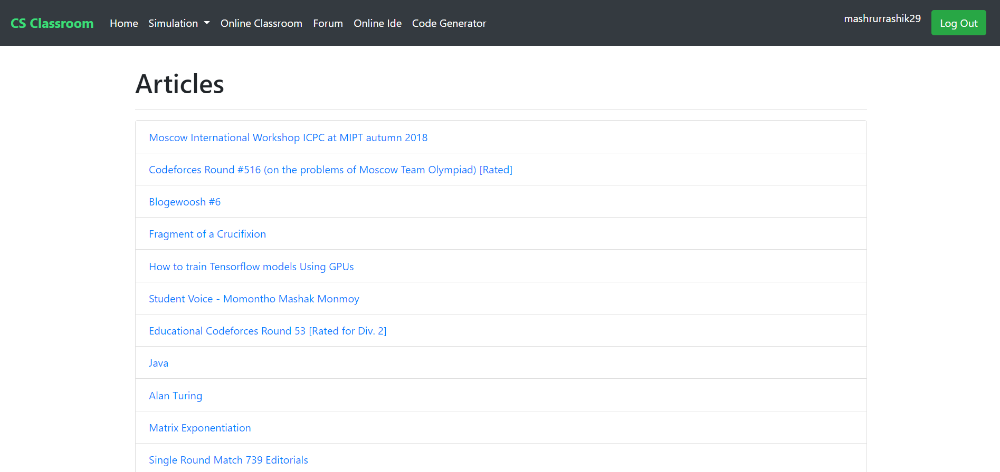 CS Classroom Home Simulation Online Classroom Forum Online Ide Code Generator mashrurrashik29 Log Out
Articles
Moscow International Workshop ICPC at MIPT autumn 2018
Codeforces Round #516 (on the problems of Moscow Team Olympiad) [Rated]
Blogewoosh #6
Fragment of a Crucifixion
How to train Tensorflow models Using GPUs
Student Voice - Momontho Mashak Monmoy
Educational Codeforces Round 53 [Rated for Div. 2]
Java
Alan Turing
Matrix Exponentiation
Single Round Match 739 Editorials